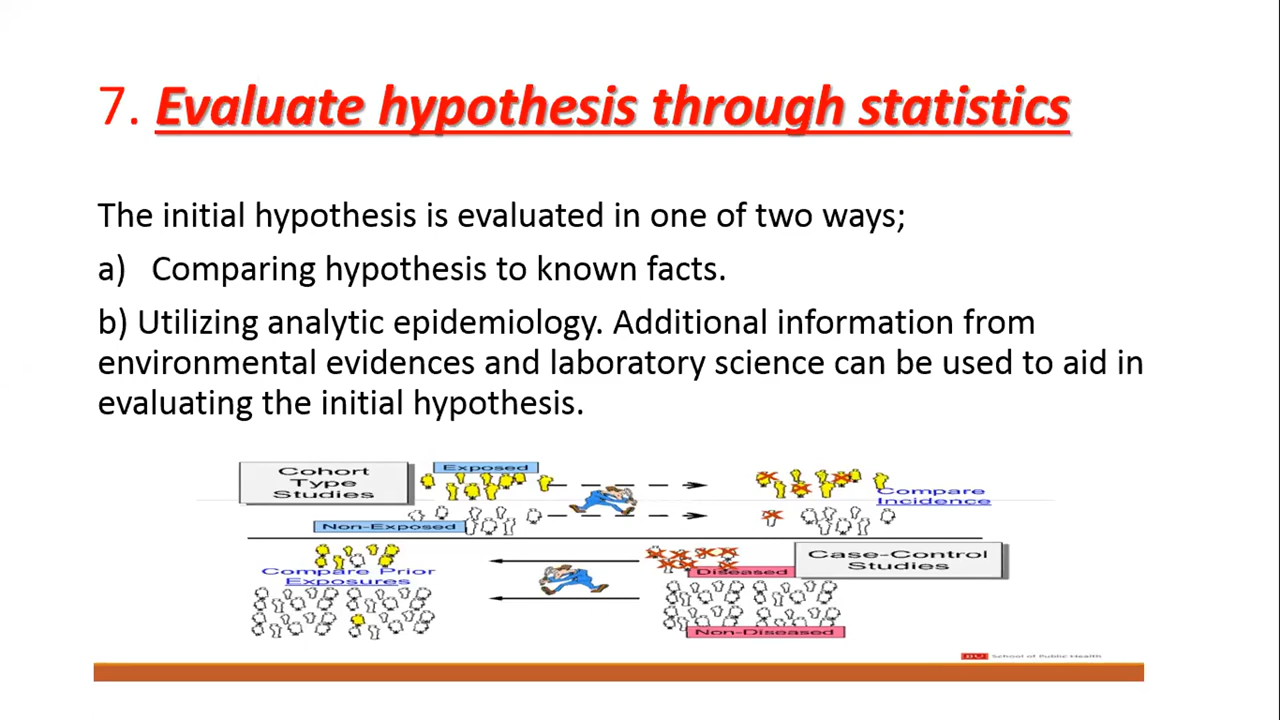 7. Evaluate hypothesis through statistics
The initial hypothesis is evaluated in one of two ways;
a) Comparing hypothesis to known facts.
b) Utilizing analytic epidemiology. Additional information from
environmental evidences and laboratory science can be used to aid in
evaluating the initial hypothesis.
Cohort
Type
Studies
Exposed
Non-Exposed
Compare
Incidence
Compare Prior
Exposures
Diseased
Non-Diseased
Case-Control
Studies
BU School of Public Health